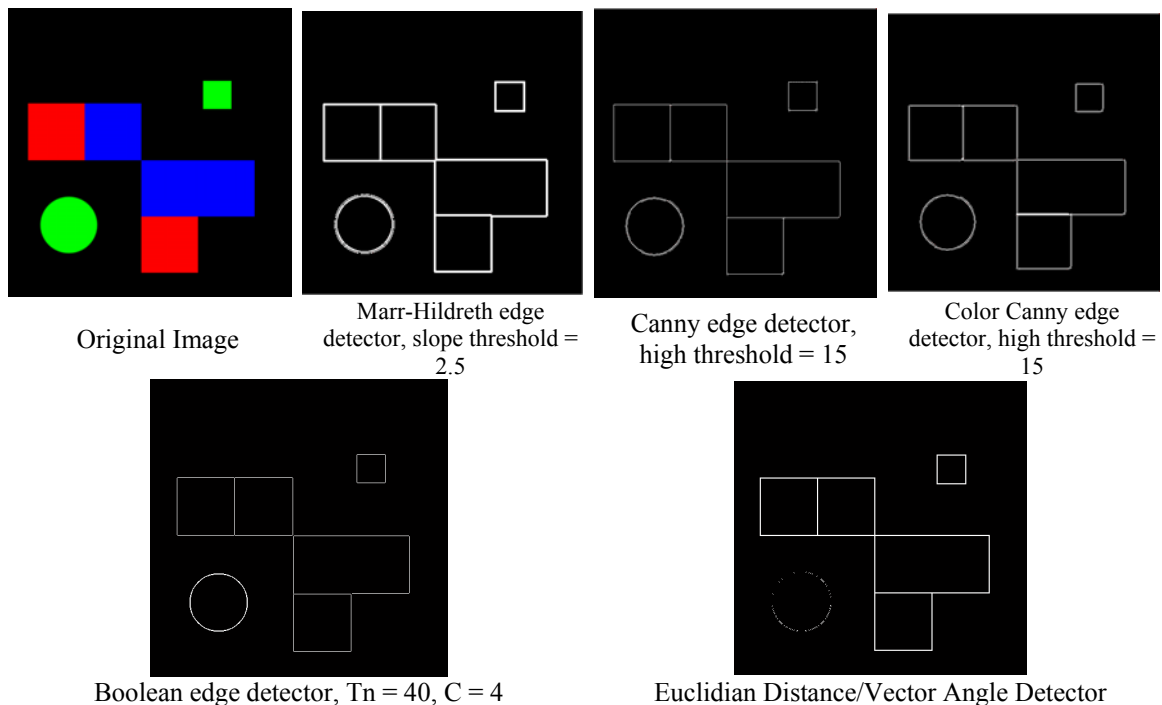 Original Image
Marr-Hildreth edge
detector, slope threshold =
2.5
Canny edge detector,
high threshold = 15
Color Canny edge
detector, high threshold =
15
Boolean edge detector, Tn = 40, C = 4
Euclidian Distance/Vector Angle Detector